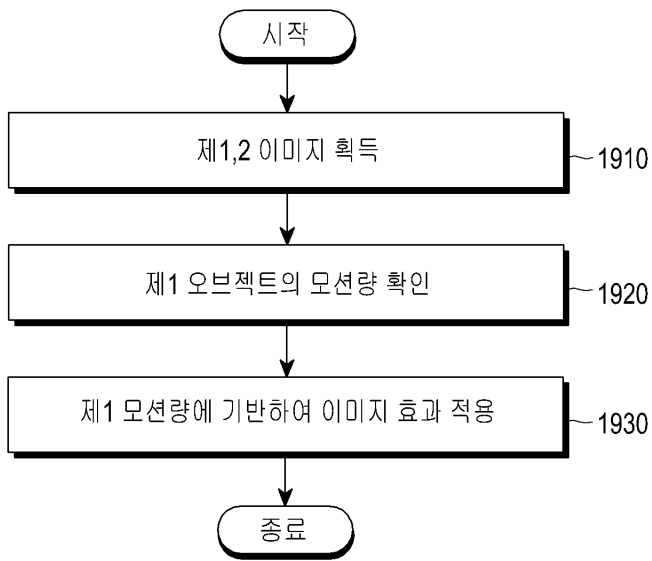 시작
제1,2 이미지 획득
1910
제1 오브젝트의 모션량 확인
1920
제1 모션량에 기반하여 이미지 효과 적용
1930
종료